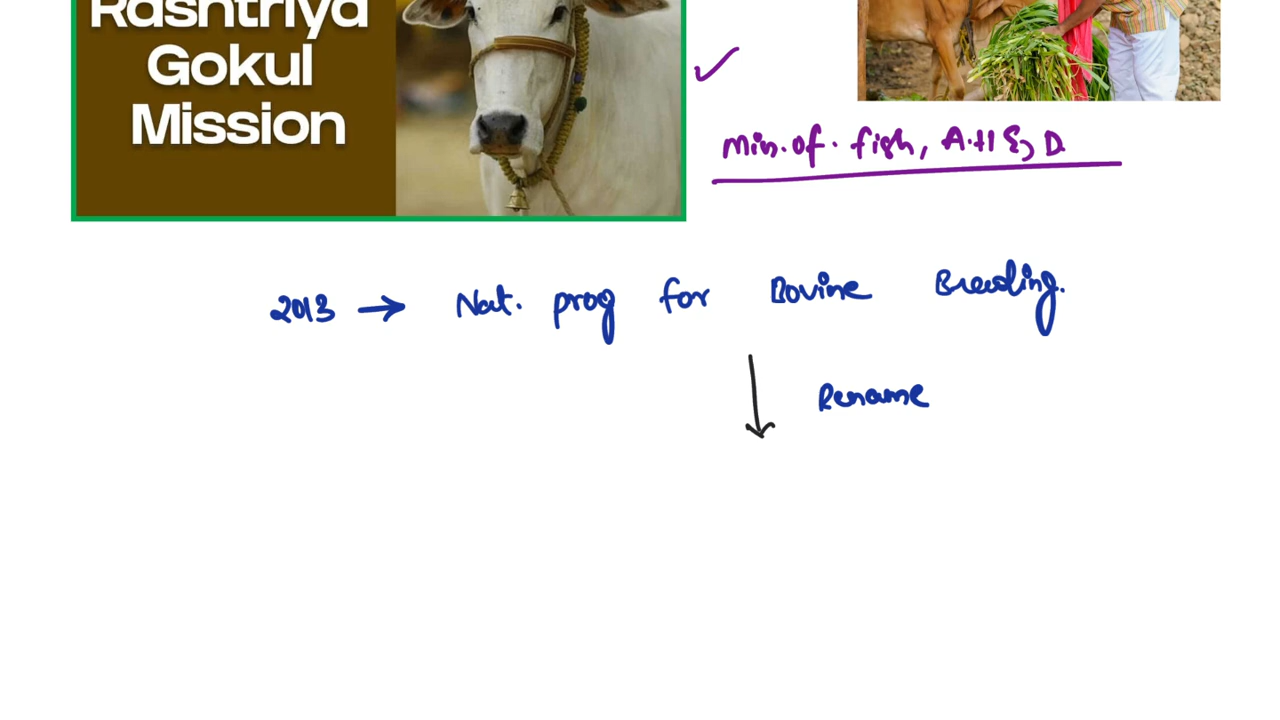 Rashtriya
Gokul
Mission
Min. of. fish, A.H & D.
2013 → Nat. prog for Bovine Breeding.
Rename